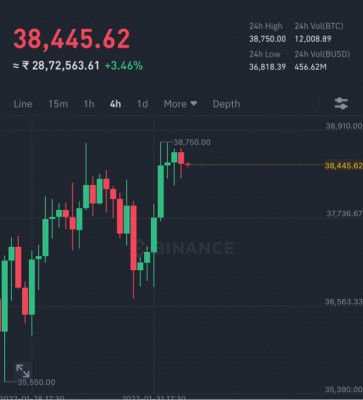 38,445.62
≈ ₹ 28,72,563.61 +3.46%
24h High 24h Vol(BTC)
38,750.00 12,008.89
24h Low 24h Vol(BUSD)
36,818.39 456.62M
Line 15m 1h 4h 1d More Depth
38,910.00
38,750.00
38,445.62
37,736.67
BINANCE
36,563.33
35,550.00
35,390.00
2022-01-28 17:30 2022-01-31 17:30